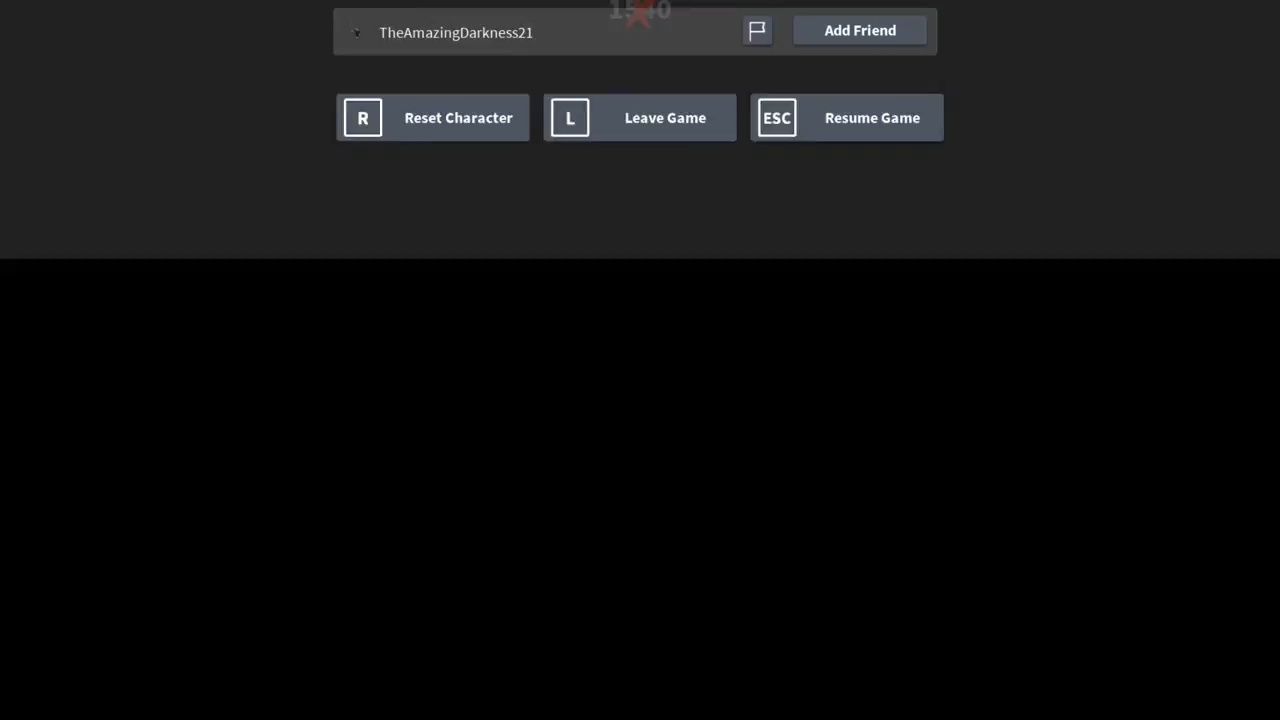 TheAmazingDarkness21
Add Friend
R Reset Character
L Leave Game
ESC Resume Game